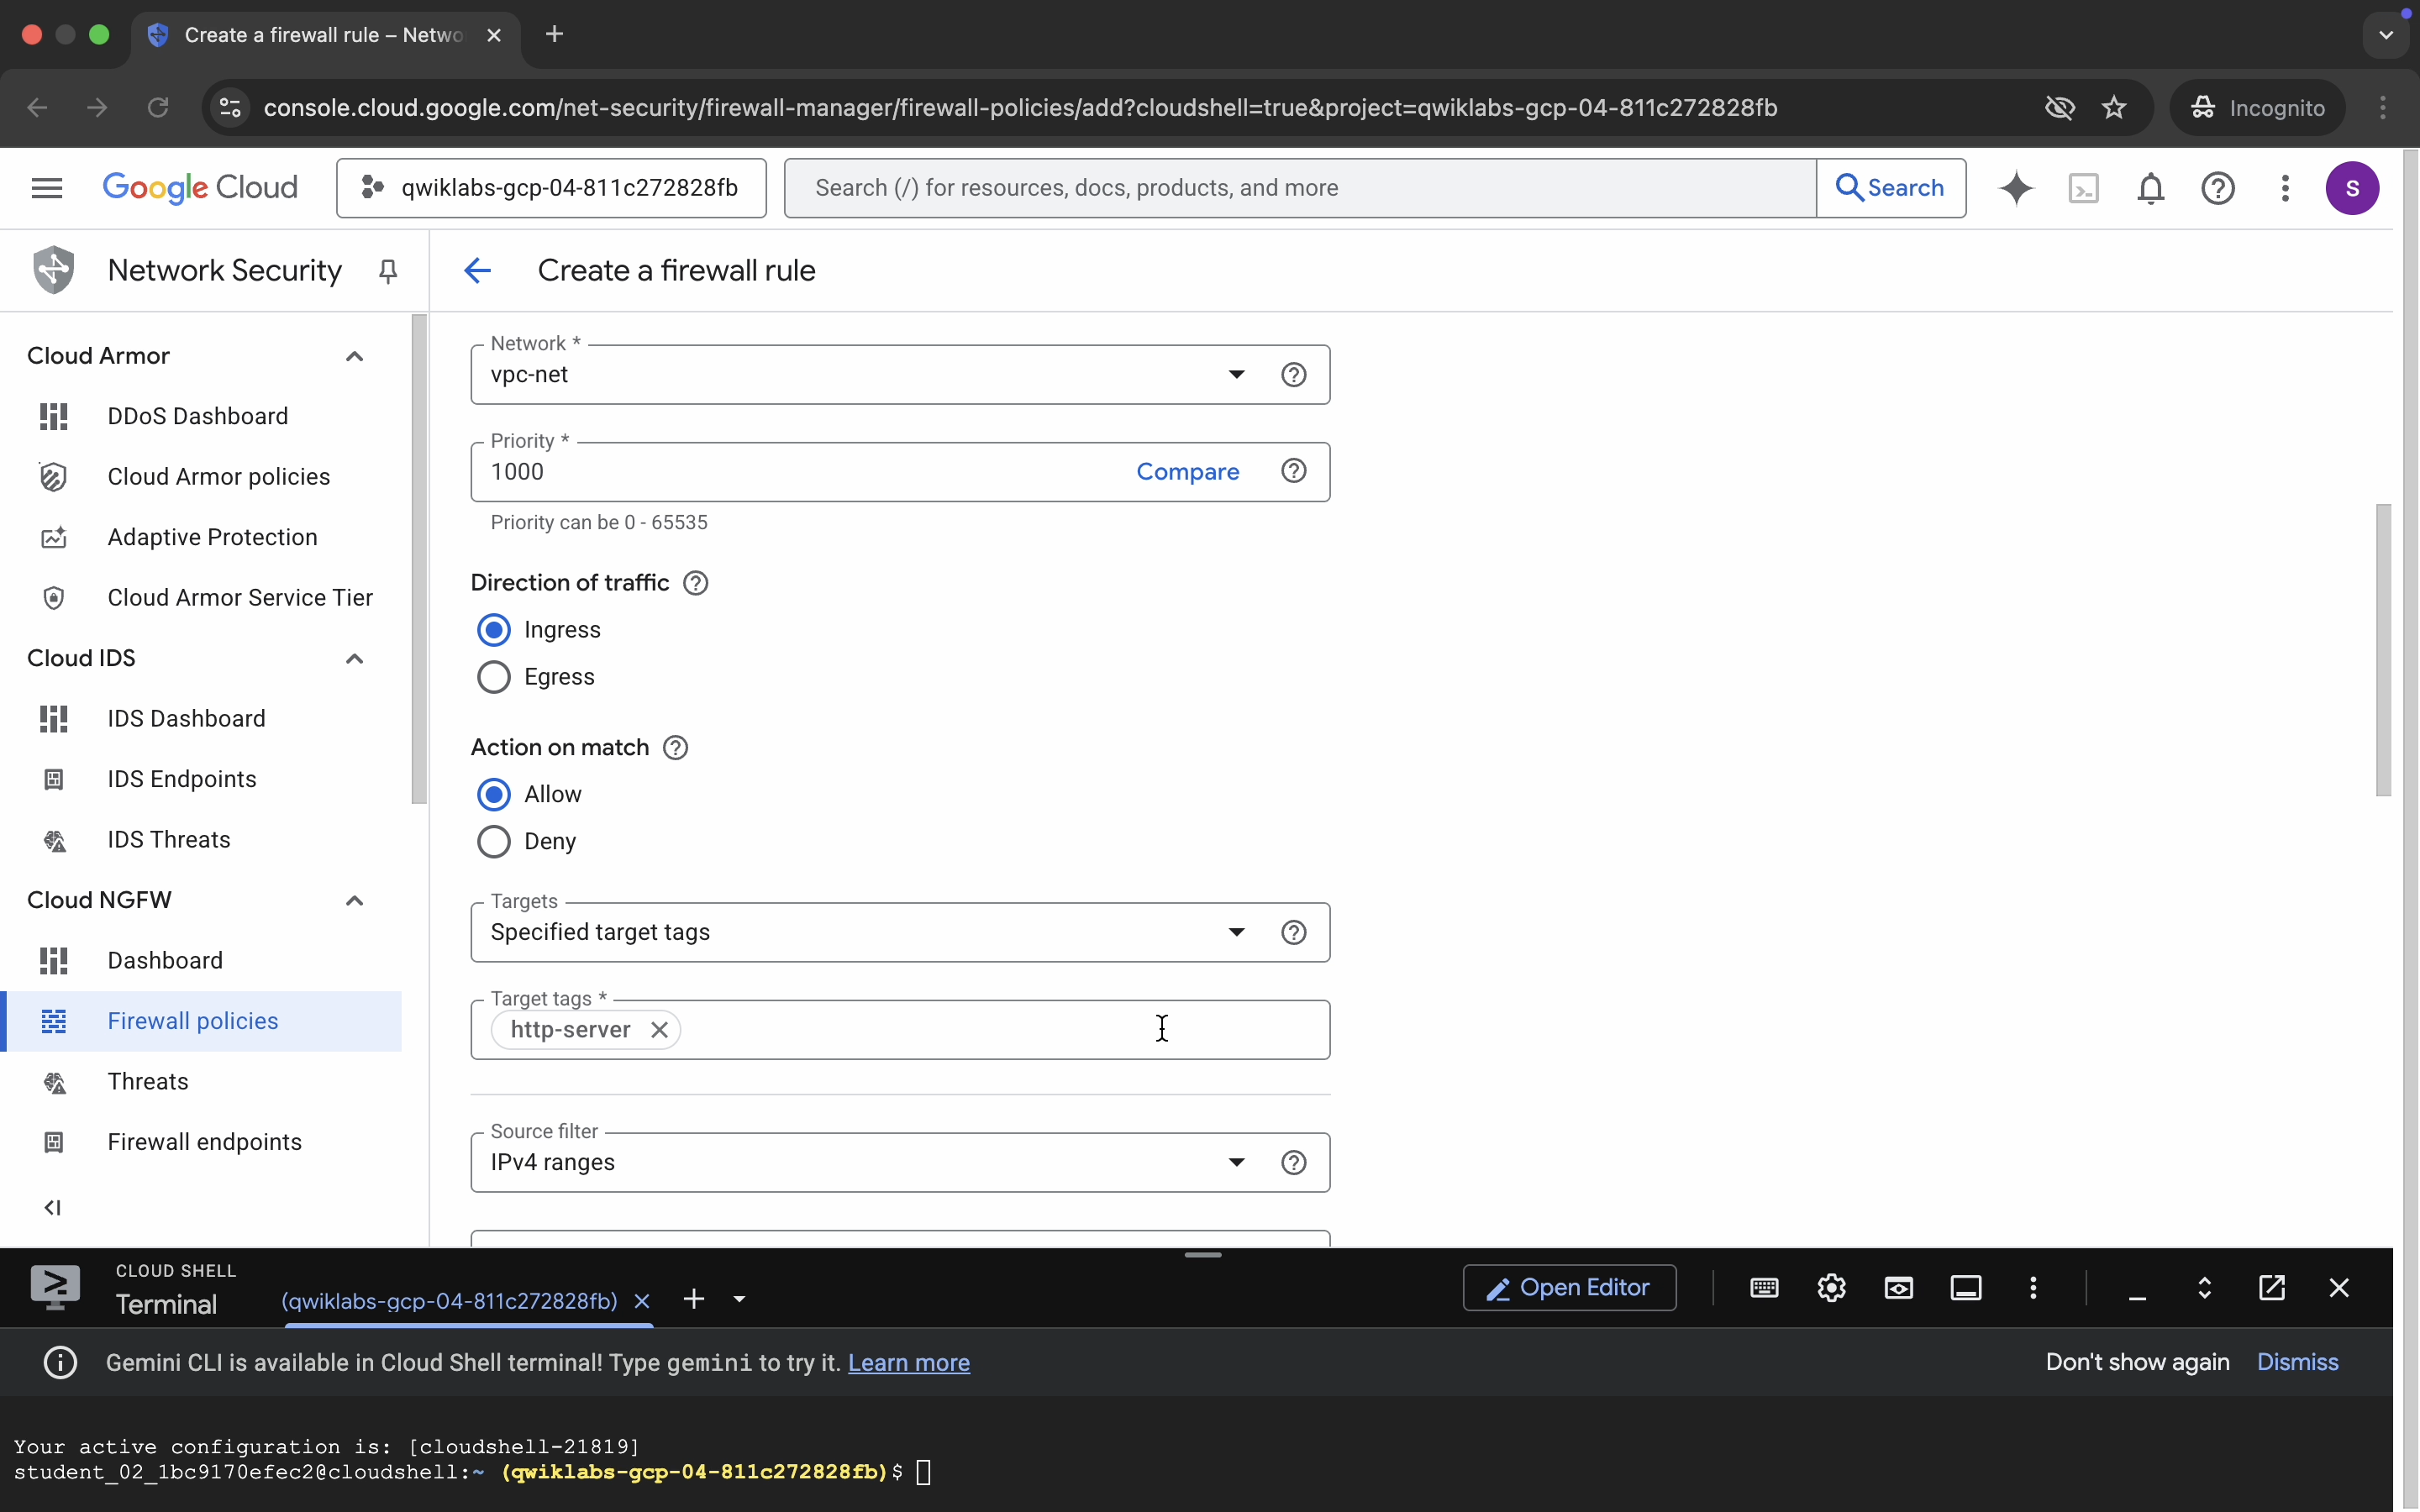 Create a firewall rule – Netwo
console.cloud.google.com/net-security/firewall-manager/firewall-policies/add?cloudshell=true&project=qwiklabs-gcp-04-811c272828fb
Incognito
Google Cloud
qwiklabs-gcp-04-811c272828fb
Search (/) for resources, docs, products, and more
Search
S
Network Security
Create a firewall rule
Cloud Armor
DDoS Dashboard
Cloud Armor policies
Adaptive Protection
Cloud Armor Service Tier
Cloud IDS
IDS Dashboard
IDS Endpoints
IDS Threats
Cloud NGFW
Dashboard
Firewall policies
Threats
Firewall endpoints
Network *
vpc-net
Priority *
1000
Compare
Priority can be 0 - 65535
Direction of traffic
Ingress
Egress
Action on match
Allow
Deny
Targets
Specified target tags
Target tags *
http-server
Source filter
IPv4 ranges
CLOUD SHELL
Terminal
(qwiklabs-gcp-04-811c272828fb)
Open Editor
Gemini CLI is available in Cloud Shell terminal! Type gemini to try it. Learn more
Don't show again
Dismiss
Your active configuration is: [cloudshell-21819]
student_02_1bc9170efec2@cloudshell:~ (qwiklabs-gcp-04-811c272828fb)$